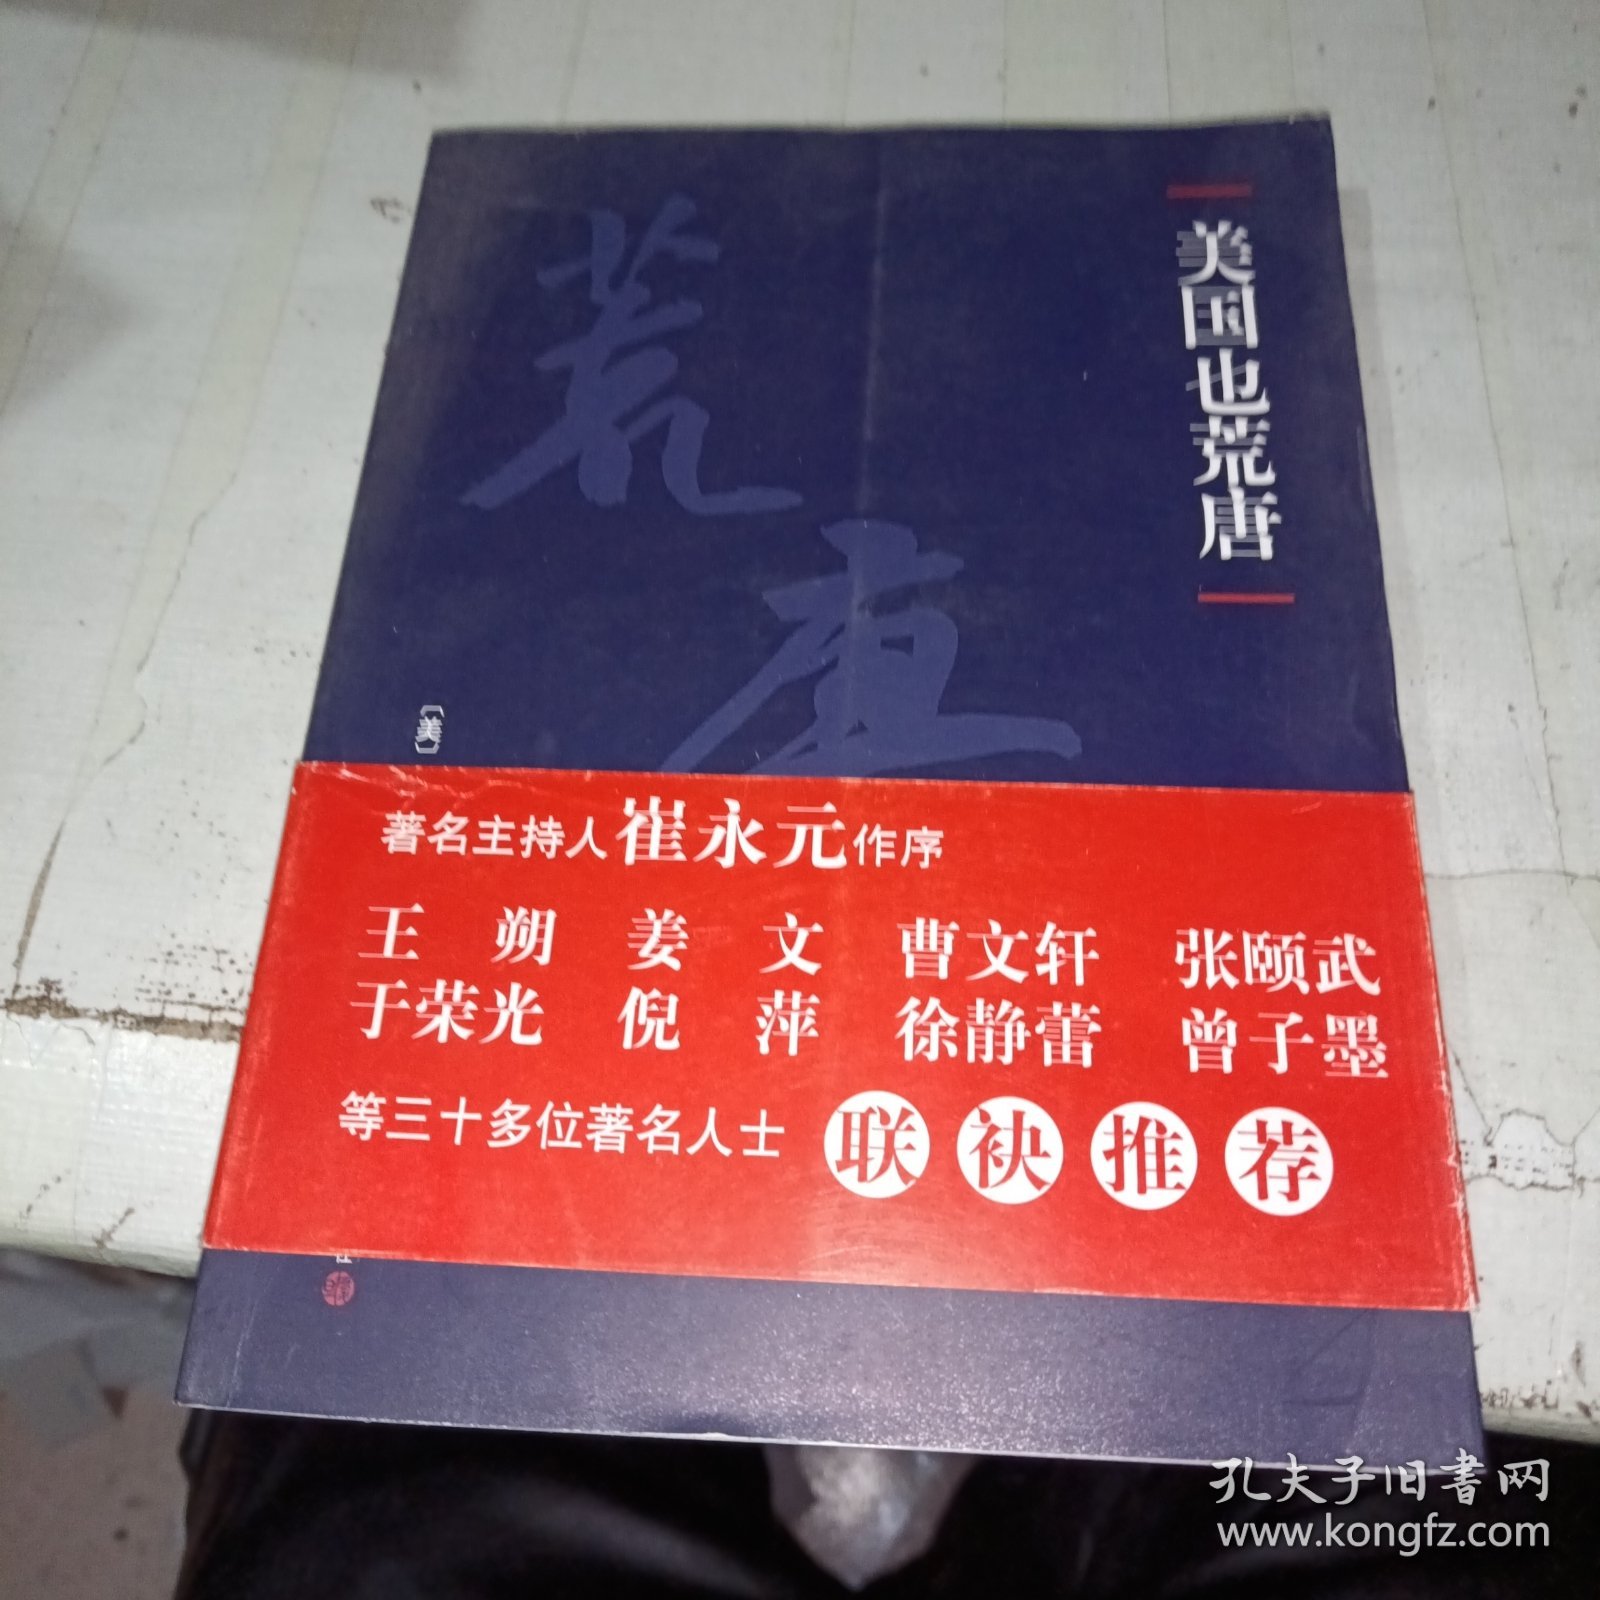 美国也荒唐
荒
唐
〔美〕
著名主持人崔永元作序
王 朔 姜 文 曹文轩 张颐武
于荣光 倪 萍 徐静蕾 曾子墨
等三十多位著名人士 联袂推荐
孔夫子旧书网
www.kongfz.com